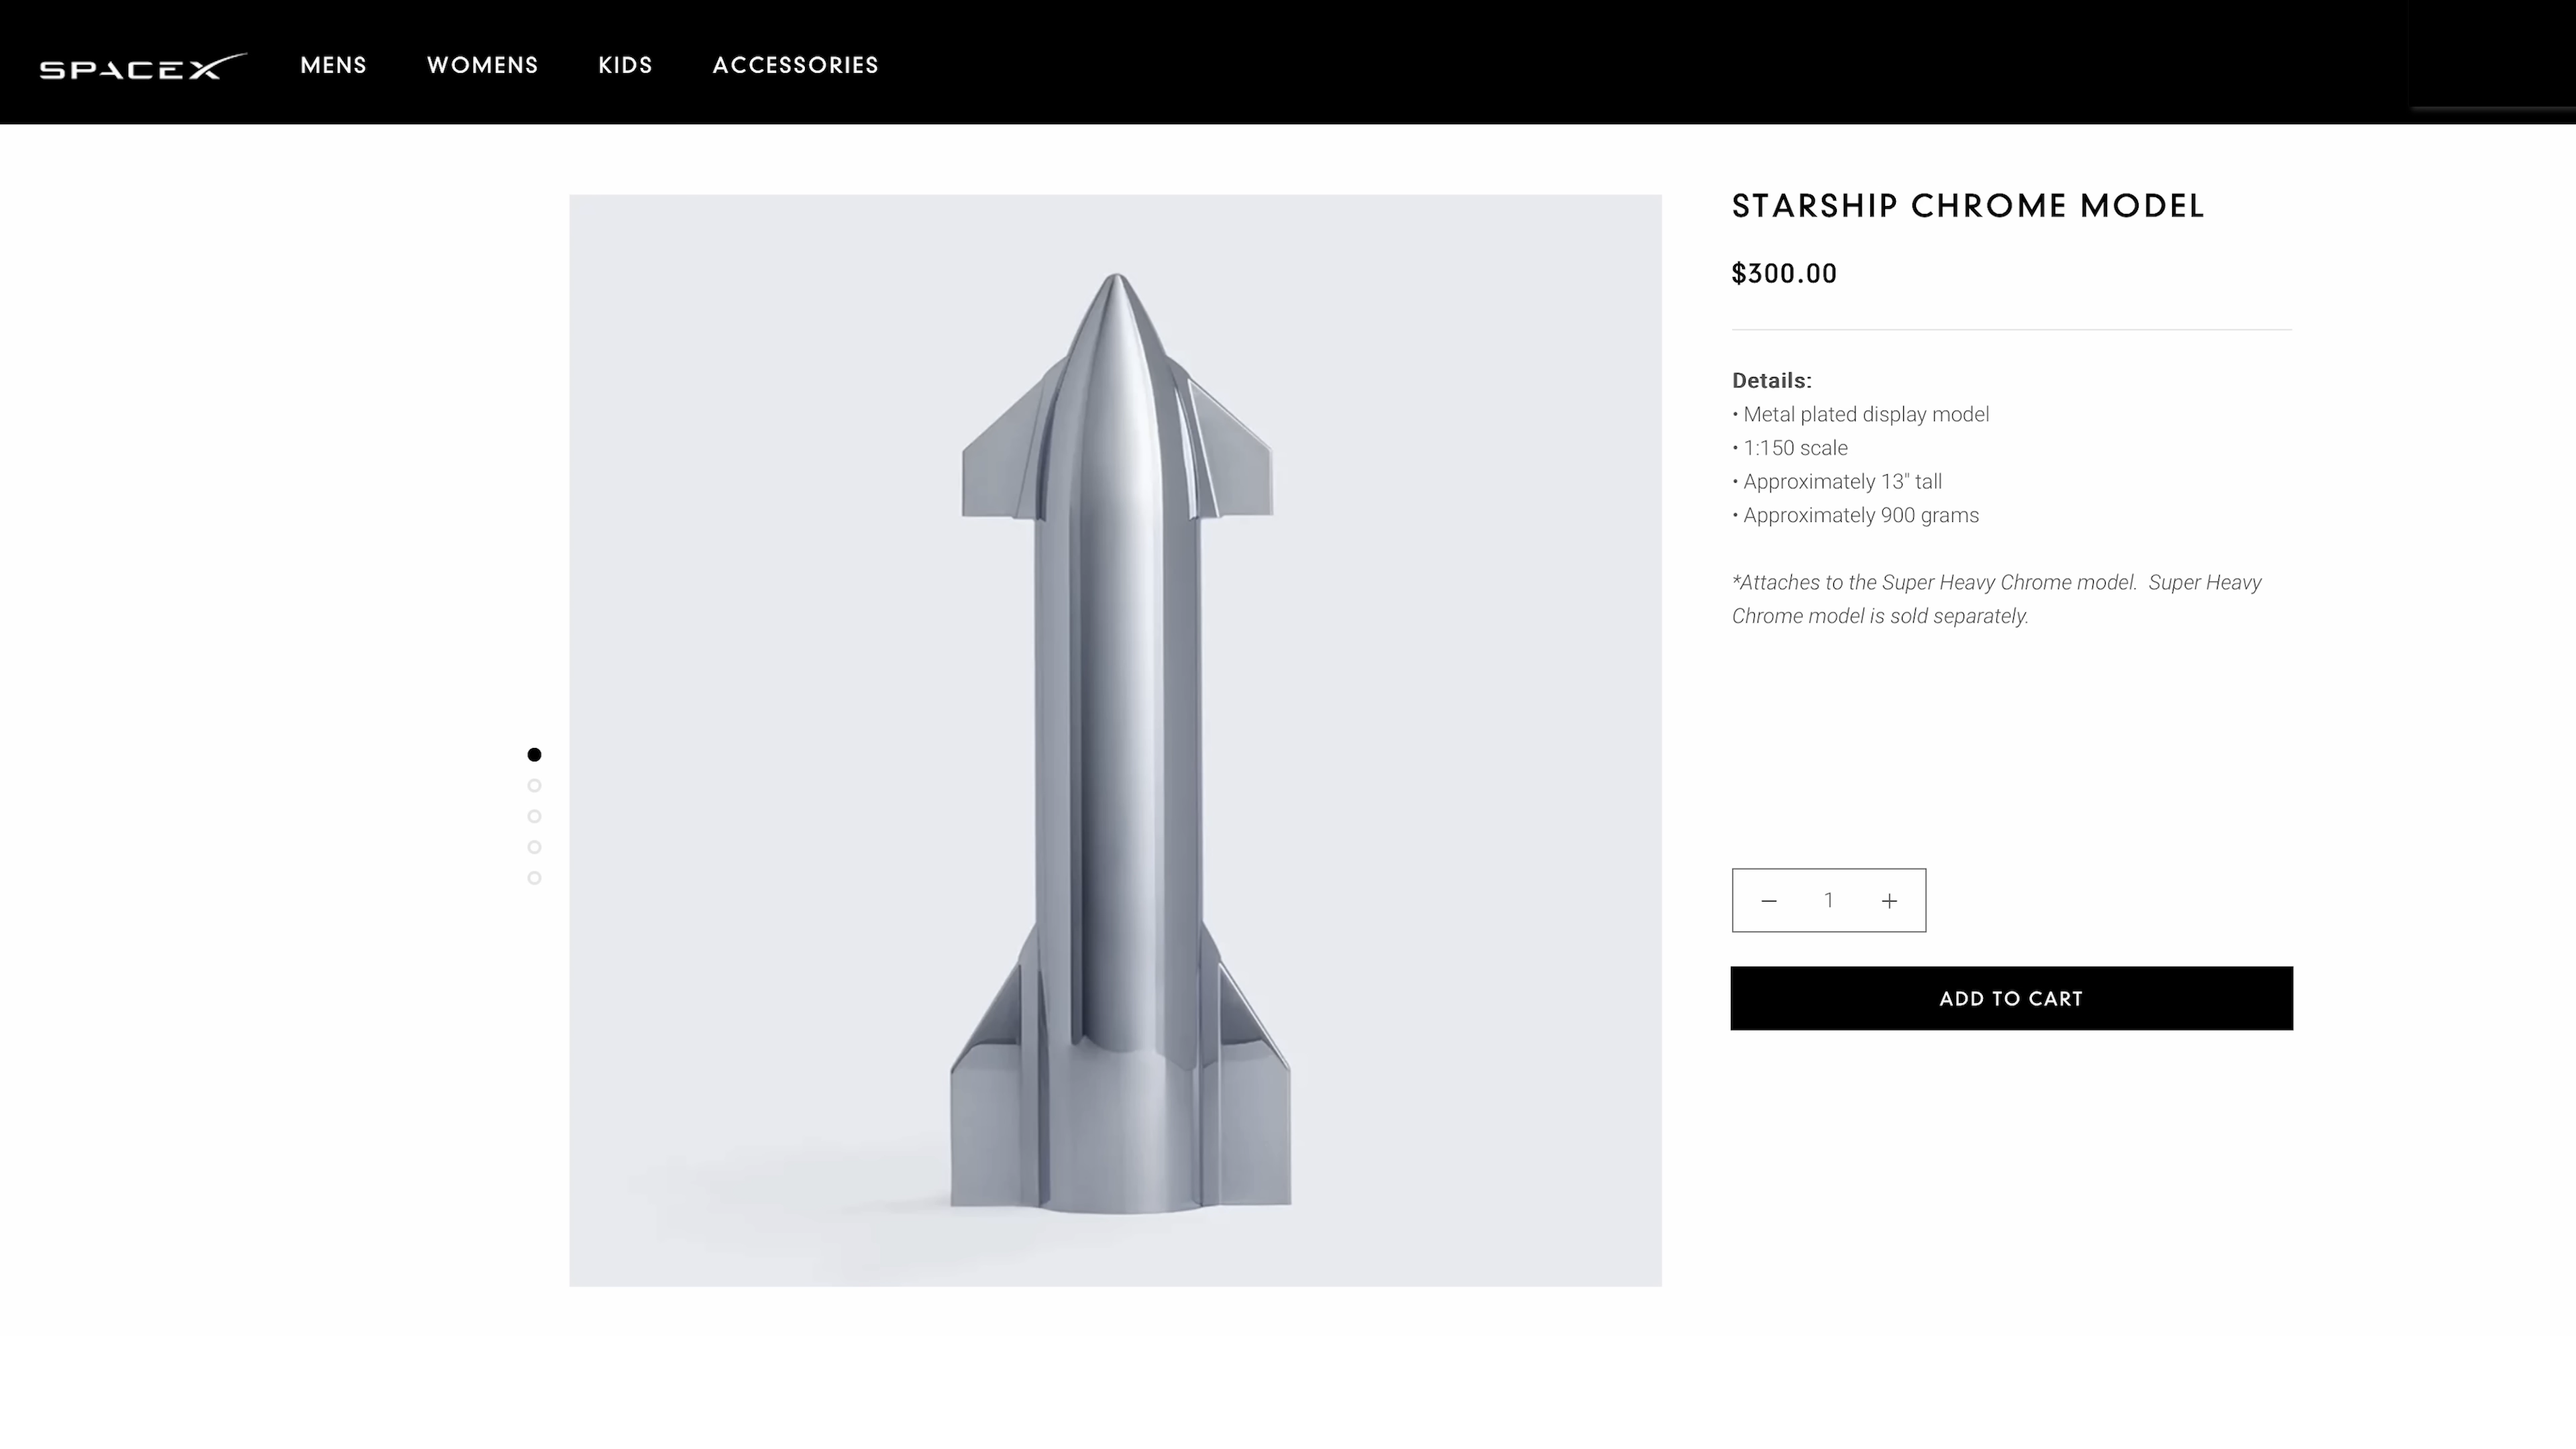 SPACEX MENS WOMENS KIDS ACCESSORIES
STARSHIP CHROME MODEL
$300.00
Details:
• Metal plated display model
• 1:150 scale
• Approximately 13" tall
• Approximately 900 grams
*Attaches to the Super Heavy Chrome model.  Super Heavy
Chrome model is sold separately.
− 1 +
ADD TO CART